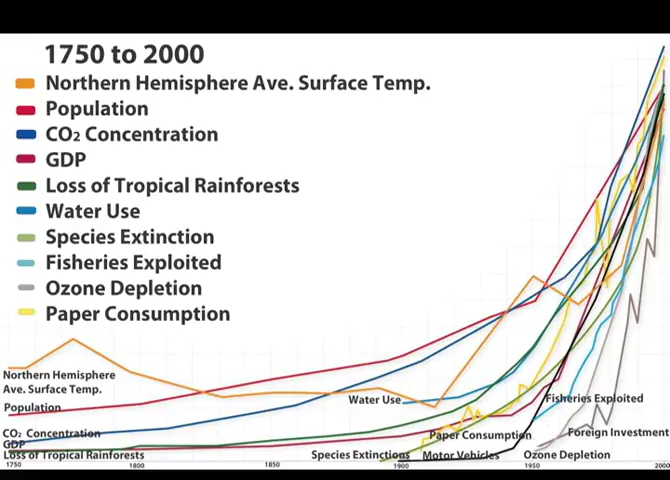 1750 to 2000
Northern Hemisphere Ave. Surface Temp.
Population
CO₂ Concentration
GDP
Loss of Tropical Rainforests
Water Use
Species Extinction
Fisheries Exploited
Ozone Depletion
Paper Consumption
Northern Hemisphere
Ave. Surface Temp.
Water Use
Fisheries Exploited
Population
CO₂ Concentration
Paper Consumption
Foreign Investment
GDP
Loss of Tropical Rainforests
Species Extinctions
Motor Vehicles
Ozone Depletion
1750 1800 1850 1900 1950 2000